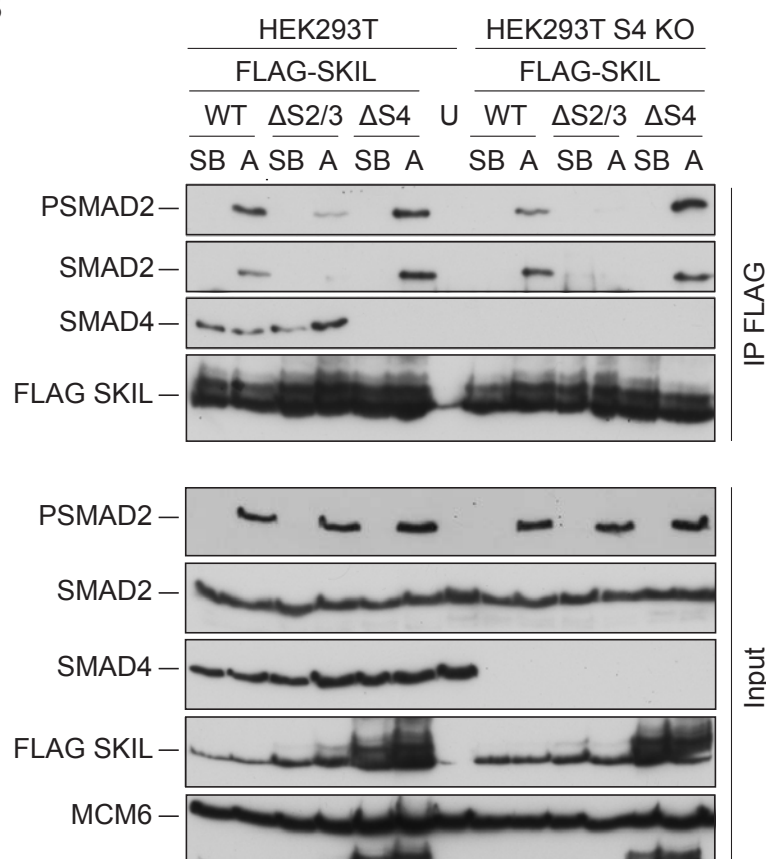 HEK293T HEK293T S4 KO
FLAG-SKIL FLAG-SKIL
WT ΔS2/3 ΔS4 U WT ΔS2/3 ΔS4
SB A SB A SB A SB A SB A SB A
PSMAD2
SMAD2
SMAD4
FLAG SKIL
IP FLAG
PSMAD2
SMAD2
SMAD4
FLAG SKIL
MCM6
Input